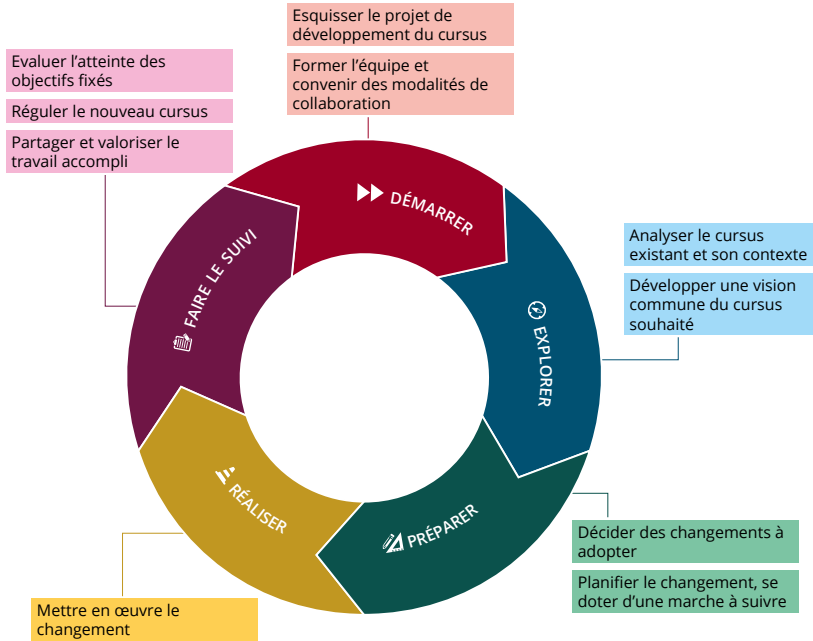 Esquisser le projet de
développement du cursus
Former l'équipe et
convenir des modalités de
collaboration
Evaluer l'atteinte des
objectifs fixés
Réguler le nouveau cursus
Partager et valoriser le
travail accompli
DÉMARRER
Analyser le cursus
existant et son contexte
Développer une vision
commune du cursus
souhaité
EXPLORER
FAIRE LE SUIVI
RÉALISER
PRÉPARER
Décider des changements à
adopter
Planifier le changement, se
doter d'une marche à suivre
Mettre en œuvre le
changement